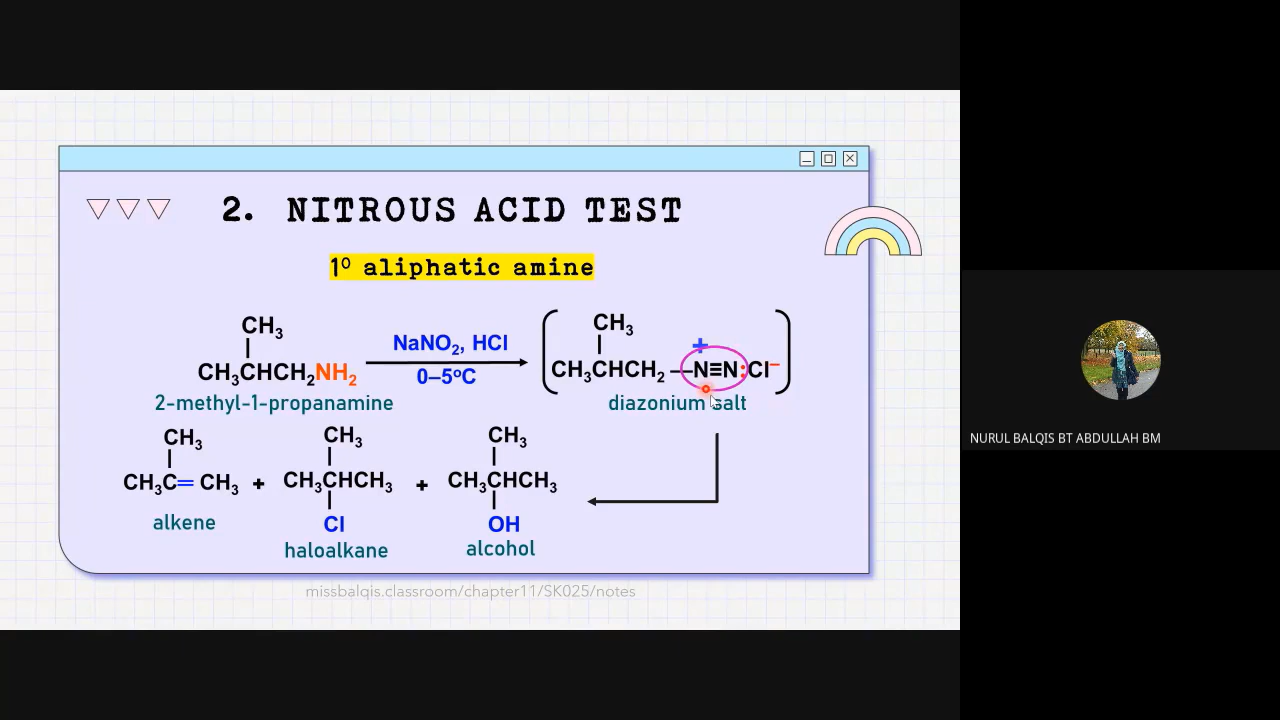 2. NITROUS ACID TEST
1⁰ aliphatic amine
CH₃
CH₃CHCH₂NH₂
2-methyl-1-propanamine
NaNO₂, HCl
0–5ºC
CH₃
+
CH₃CHCH₂ —N≡N:Cl⁻
diazonium salt
CH₃
CH₃C= CH₃
alkene
+
CH₃
CH₃CHCH₃
Cl
haloalkane
+
CH₃
CH₃CHCH₃
OH
alcohol
missbalqis.classroom/chapter11/SK025/notes
NURUL BALQIS BT ABDULLAH BM